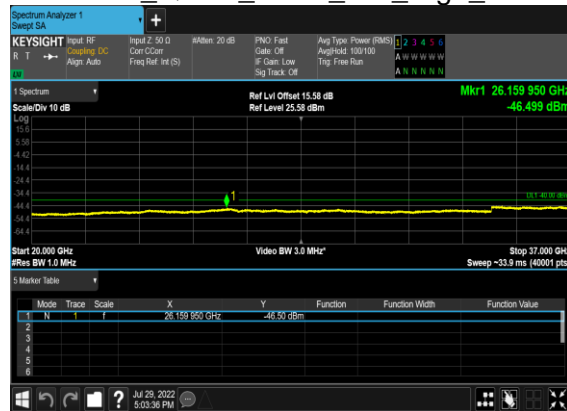 Spectrum Analyzer 1
Swept SA
+
KEYSIGHT Input: RF Input Z: 50 Ω #Atten: 20 dB PNO: Fast Avg Type: Power (RMS) 1 2 3 4 5 6
R T Coupling: DC Corr CCorr Gate: Off Avg|Hold: 100/100 A W W W W W
Align: Auto Freq Ref: Int (S) IF Gain: Low Trig: Free Run
LW Sig Track: Off A N N N N N
1 Spectrum Ref Lvl Offset 15.58 dB Mkr1 26.159 950 GHz
Scale/Div 10 dB Ref Level 25.58 dBm -46.499 dBm
Log
15.6
5.58
-4.42
-14.4
-24.4
-34.4 1 DL1 -40.00 dBm
-44.4
-54.4
-64.4
Start 20.000 GHz Video BW 3.0 MHz* Stop 37.000 GHz
#Res BW 1.0 MHz Sweep ~33.9 ms (40001 pts)
5 Marker Table
Mode Trace Scale X Y Function Function Width Function Value
1 N 1 f 26.159 950 GHz -46.50 dBm
2
3
4
5
6
? Jul 29, 2022
5:03:36 PM